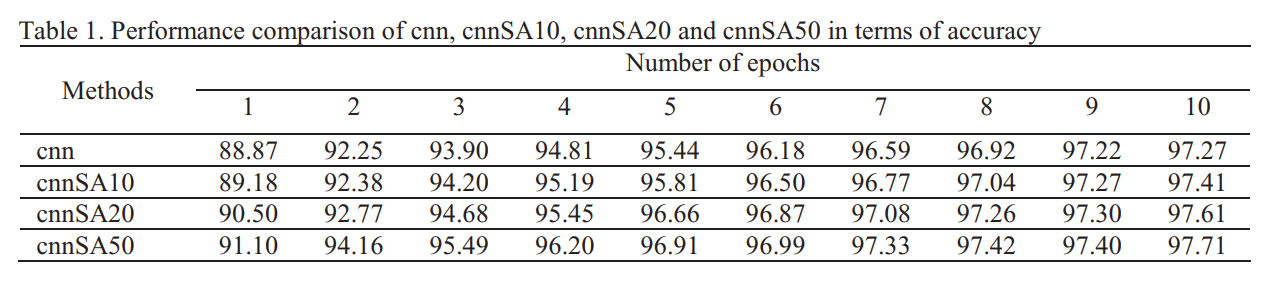 Table 1. Performance comparison of cnn, cnnSA10, cnnSA20 and cnnSA50 in terms of accuracy
Methods Number of epochs
1 2 3 4 5 6 7 8 9 10
cnn 88.87 92.25 93.90 94.81 95.44 96.18 96.59 96.92 97.22 97.27
cnnSA10 89.18 92.38 94.20 95.19 95.81 96.50 96.77 97.04 97.27 97.41
cnnSA20 90.50 92.77 94.68 95.45 96.66 96.87 97.08 97.26 97.30 97.61
cnnSA50 91.10 94.16 95.49 96.20 96.91 96.99 97.33 97.42 97.40 97.71